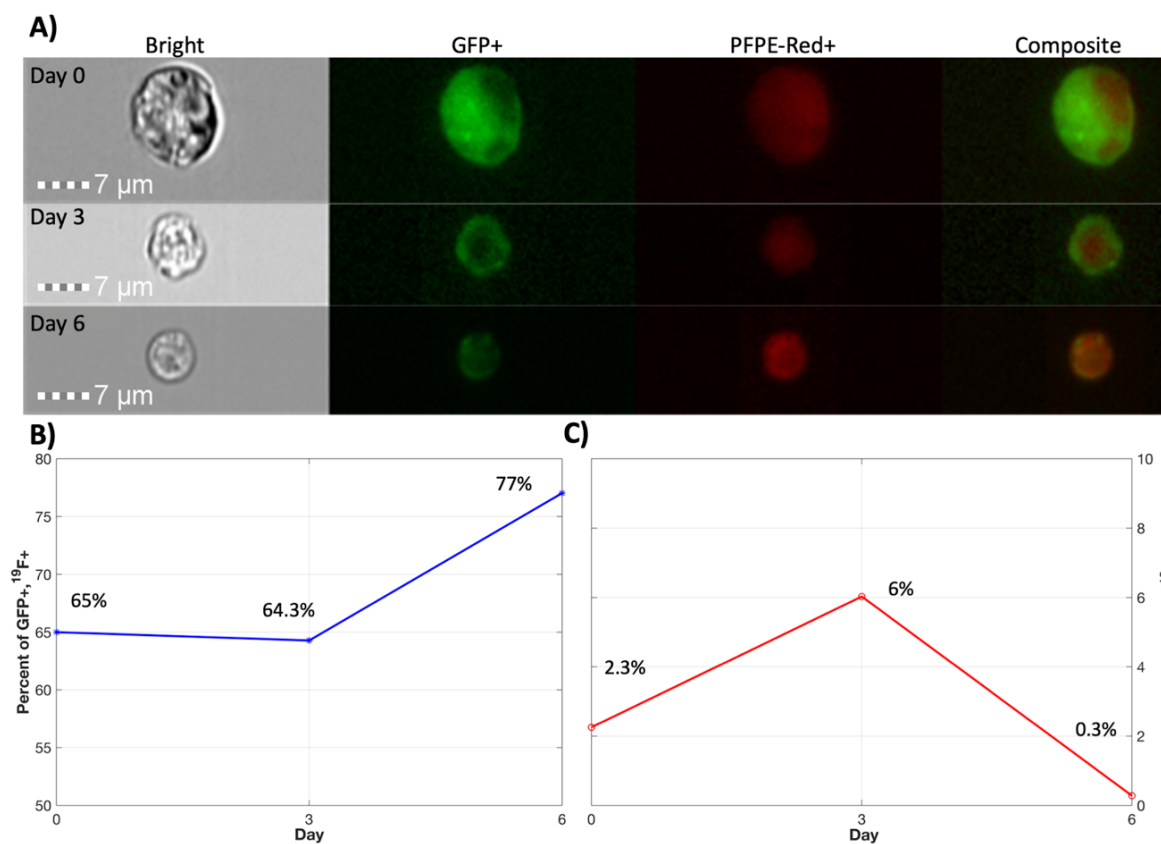 A)
Bright GFP+ PFPE-Red+ Composite
Day 0
7 µm
Day 3
7 µm
Day 6
7 µm
B)
Percent of GFP+,19F+
80
75
70
65
60
55
50
65%
64.3%
77%
0 3 6
Day
C)
10
8
6
4
2
0
2.3%
6%
0.3%
0 3 6
Day